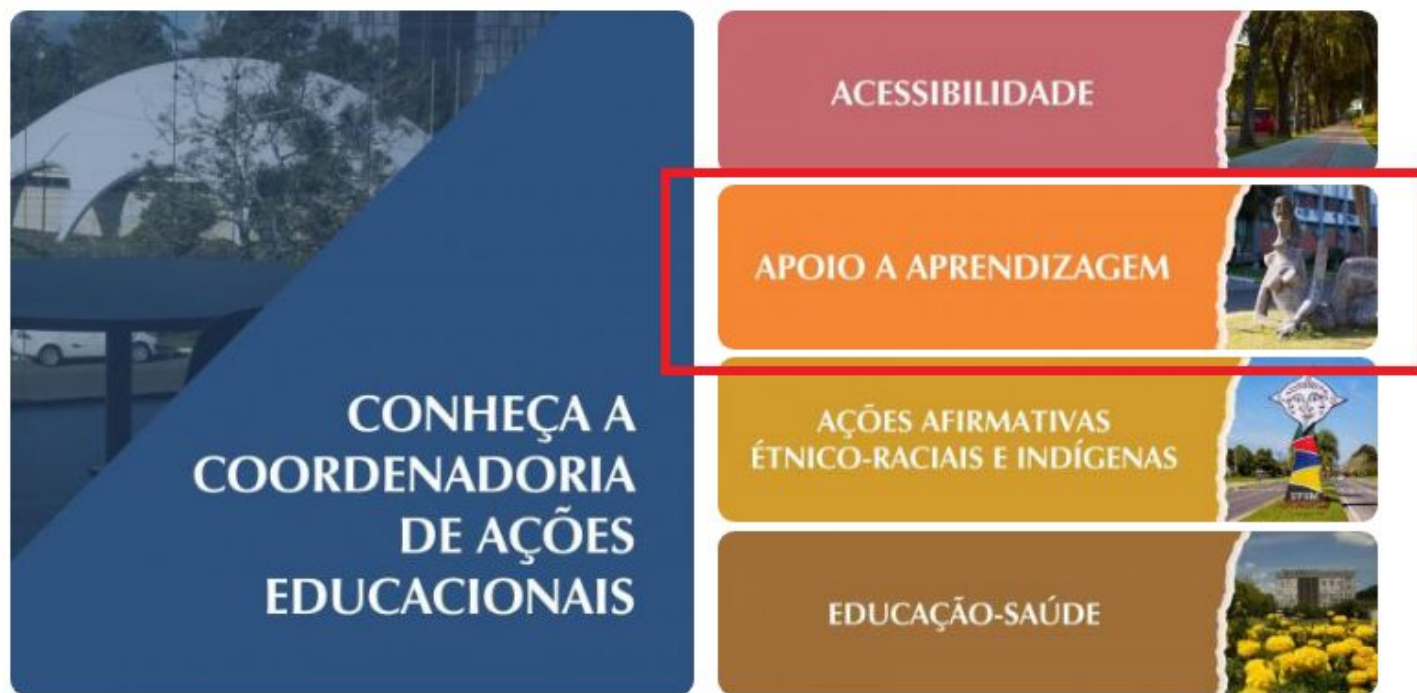 CONHEÇA A
COORDENADORIA
DE AÇÕES
EDUCACIONAIS
ACESSIBILIDADE
APOIO A APRENDIZAGEM
AÇÕES AFIRMATIVAS
ÉTNICO-RACIAIS E INDÍGENAS
EDUCAÇÃO-SAÚDE